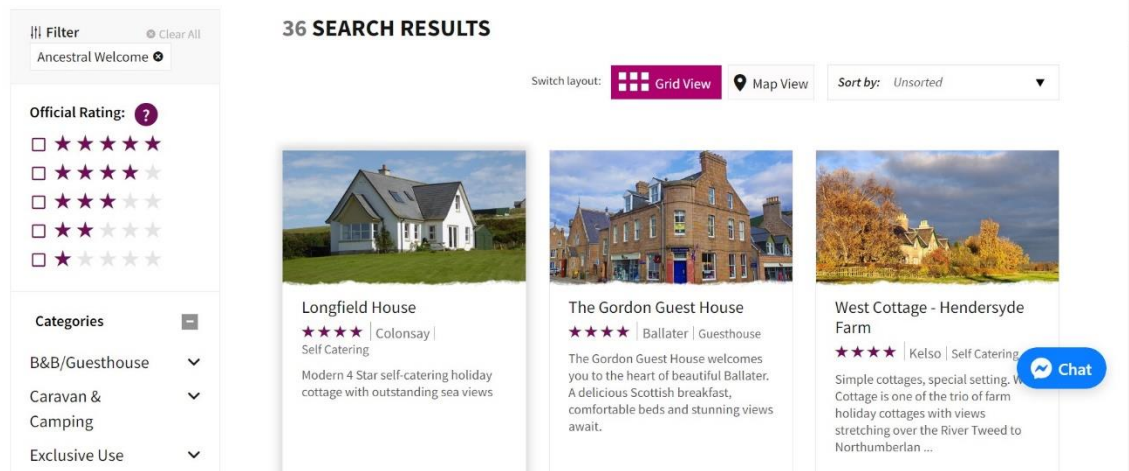 Filter
Clear All
Ancestral Welcome
Official Rating: ?
Categories
B&B/Guesthouse
Caravan &
Camping
Exclusive Use
36 SEARCH RESULTS
Switch layout:
Grid View
Map View
Sort by: Unsorted
Longfield House
Colonsay
Self Catering
Modern 4 Star self-catering holiday
cottage with outstanding sea views
The Gordon Guest House
Ballater | Guesthouse
The Gordon Guest House welcomes
you to the heart of beautiful Ballater.
A delicious Scottish breakfast,
comfortable beds and stunning views
await.
West Cottage - Hendersyde
Farm
Kelso | Self Catering
Simple cottages, special setting.
Cottage is one of the trio of farm
holiday cottages with views
stretching over the River Tweed to
Northumberlan ...
Chat